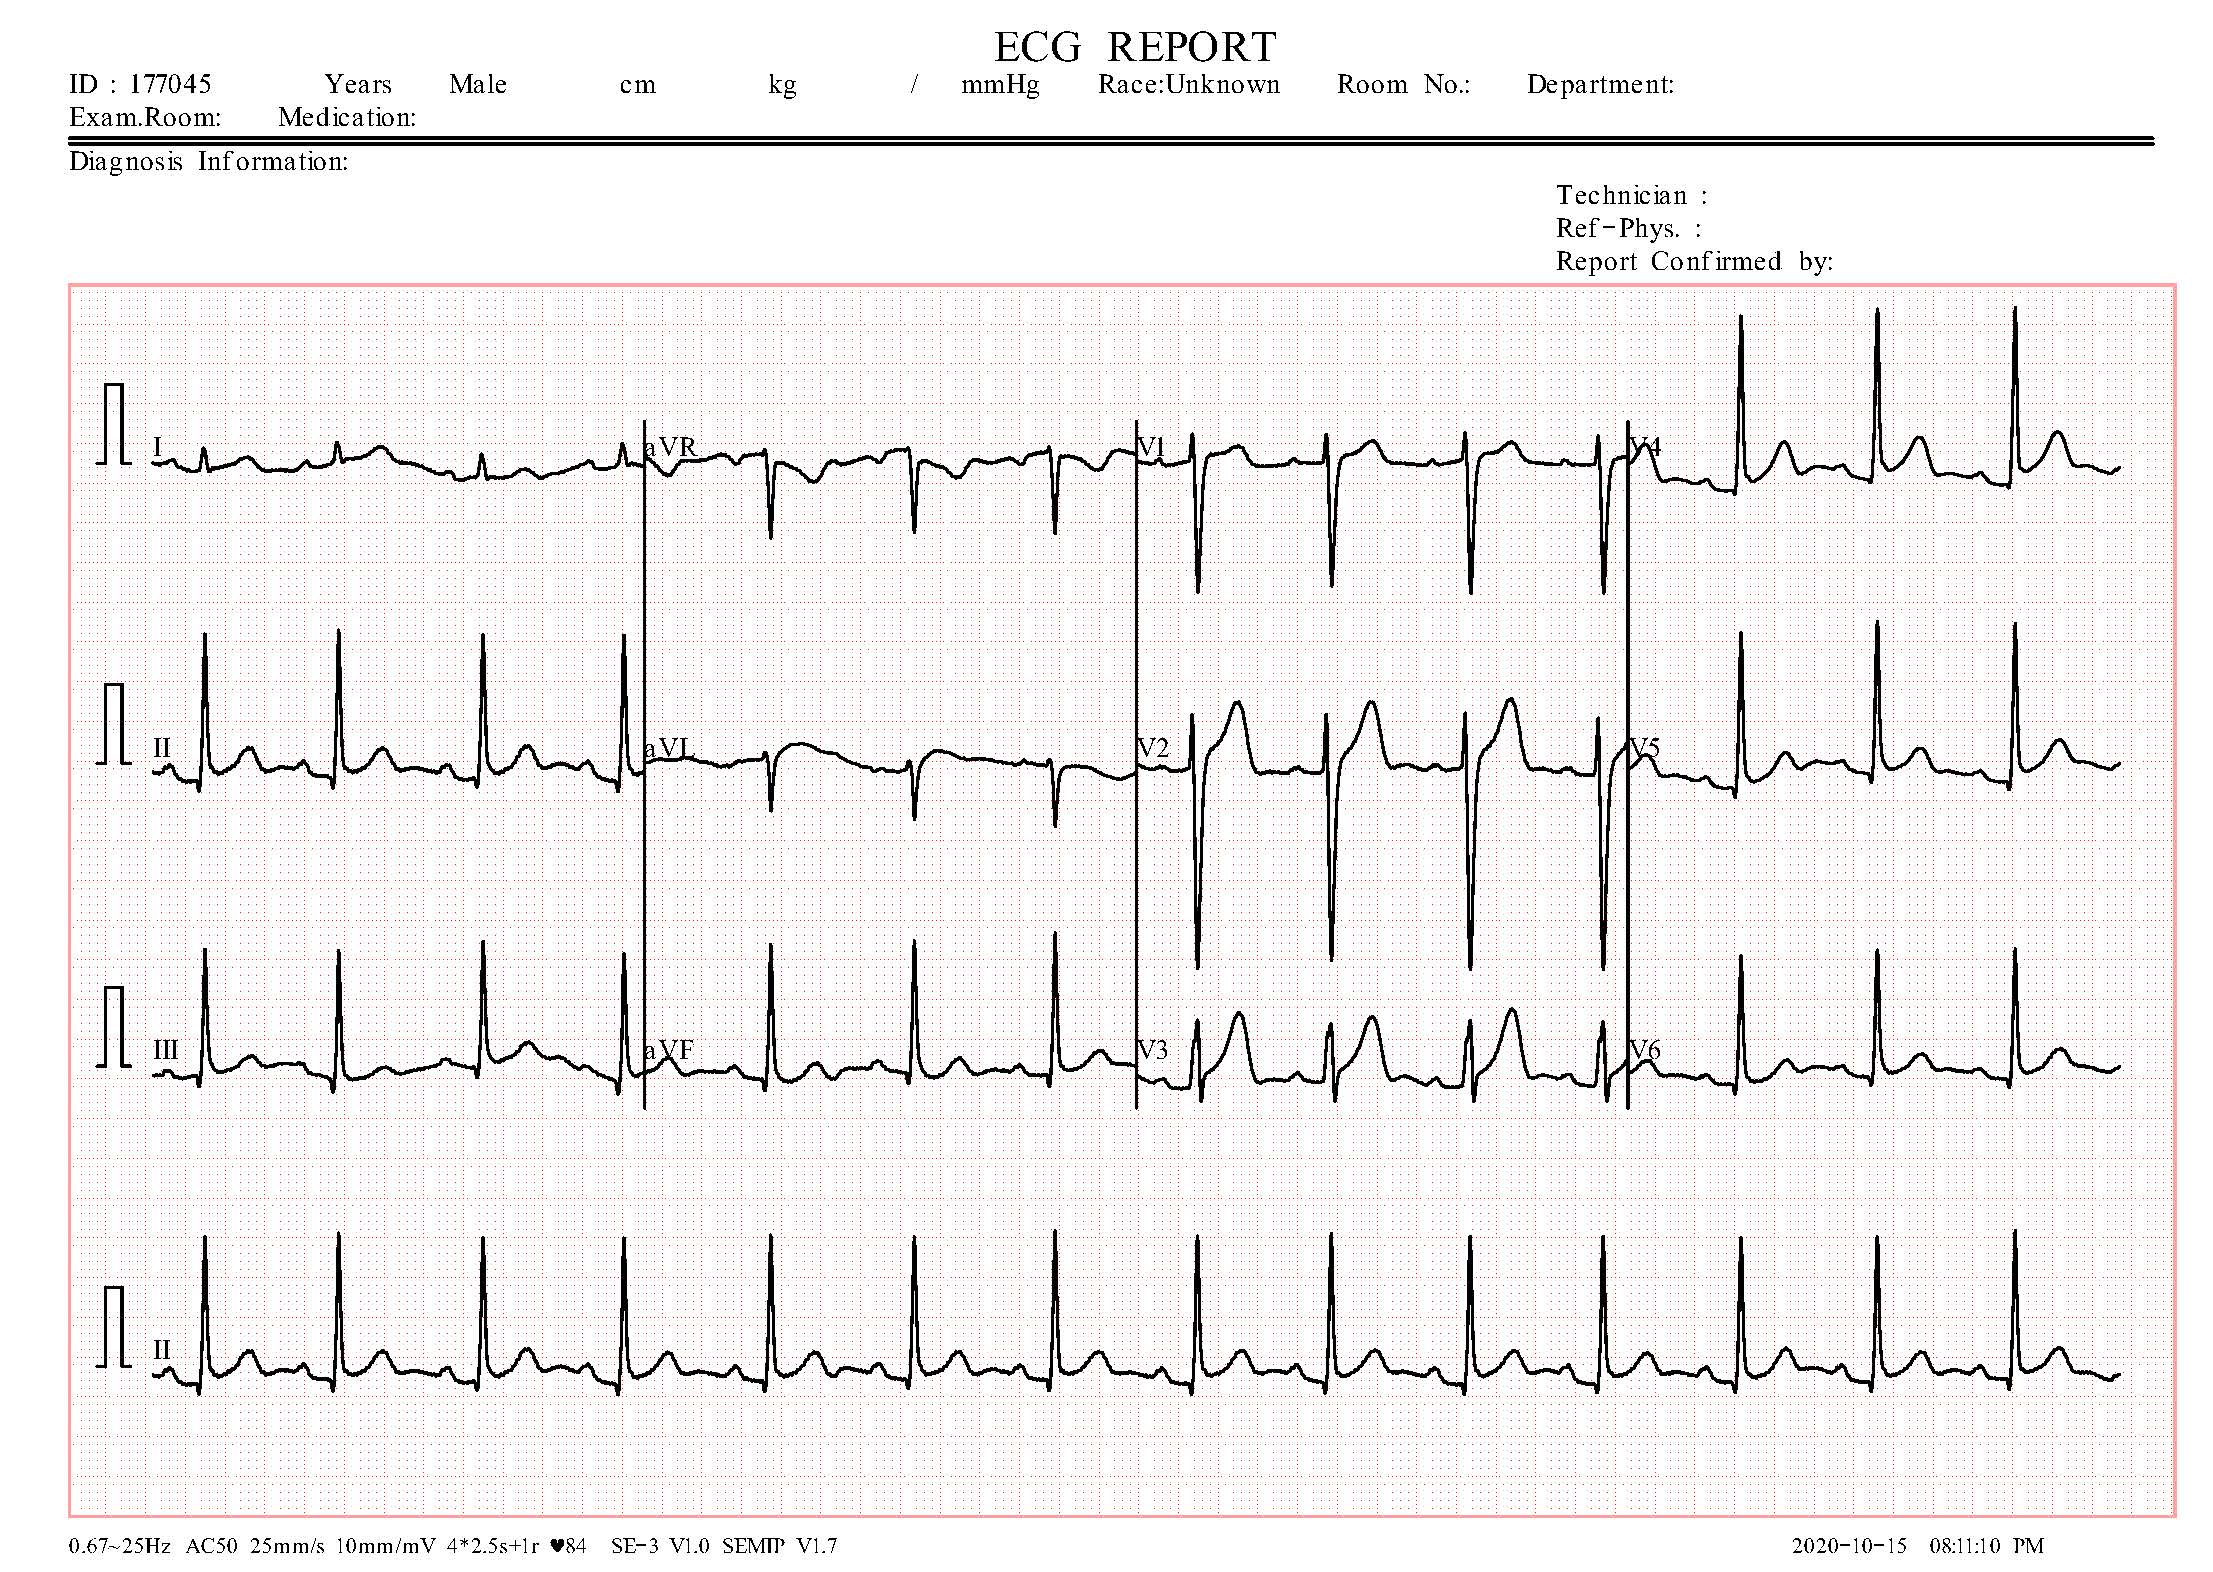 ECG REPORT
ID : 177045 Years Male cm kg / mmHg Race:Unknown Room No.: Department:
Exam.Room: Medication:
Diagnosis Information:
Technician :
Ref-Phys. :
Report Confirmed by:
I aVR V1 V4
II aVL V2 V5
III aVF V3 V6
II
0.67~25Hz AC50 25mm/s 10mm/mV 4*2.5s+1r ♥84 SE-3 V1.0 SEMIP V1.7 2020-10-15 08:11:10 PM